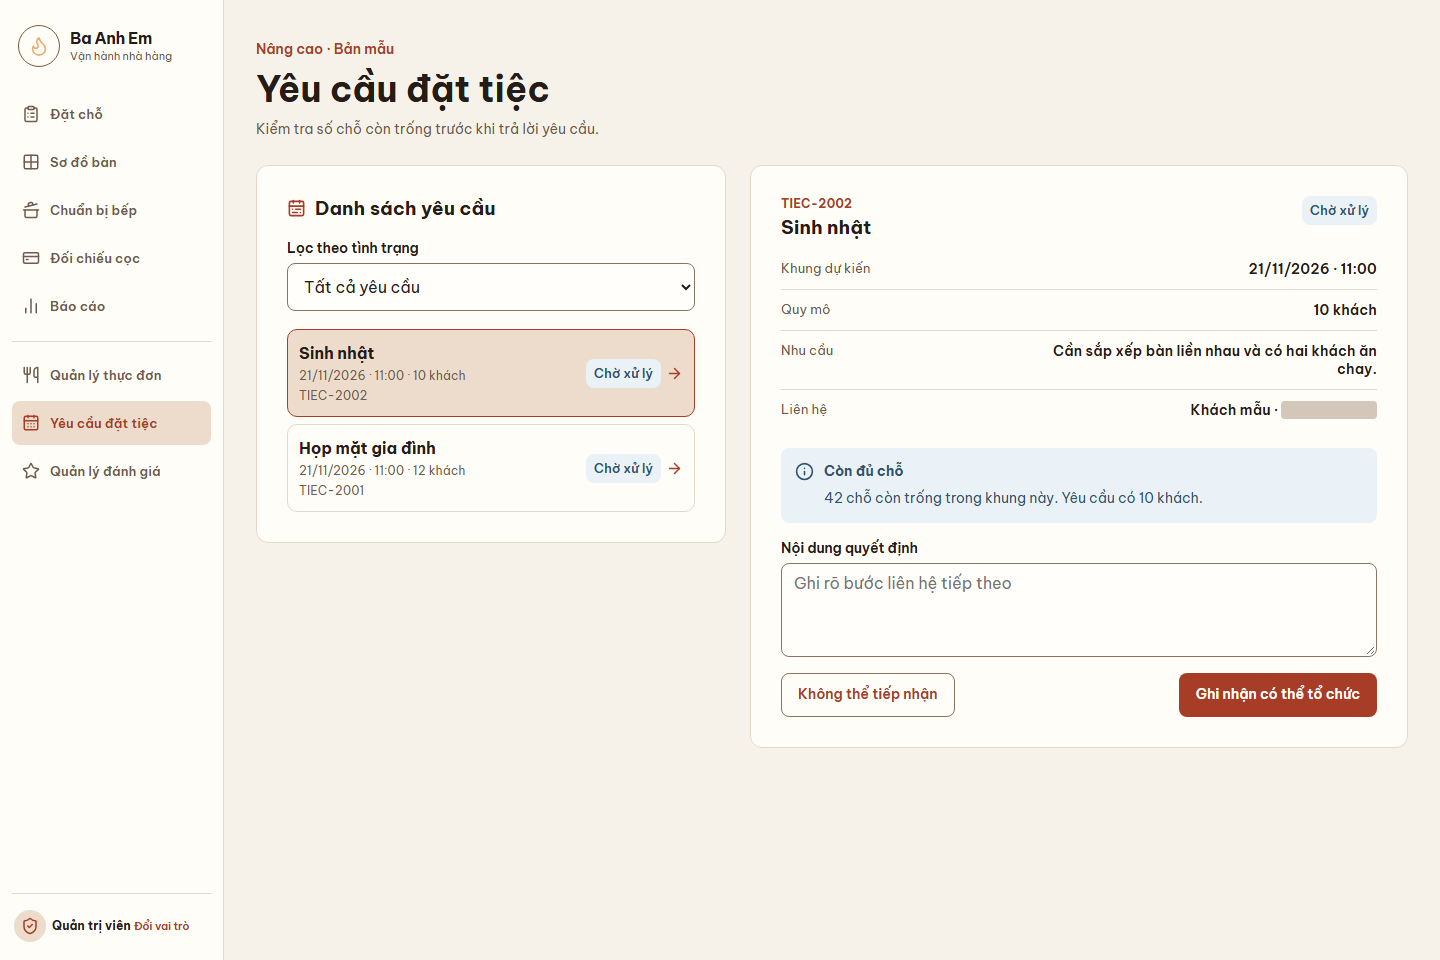 Ba Anh Em
Vận hành nhà hàng
Đặt chỗ
Sơ đồ bàn
Chuẩn bị bếp
Đối chiếu cọc
Báo cáo
Quản lý thực đơn
Yêu cầu đặt tiệc
Quản lý đánh giá
Quản trị viên Đổi vai trò
Nâng cao · Bản mẫu
Yêu cầu đặt tiệc
Kiểm tra số chỗ còn trống trước khi trả lời yêu cầu.
Danh sách yêu cầu
Lọc theo tình trạng
Tất cả yêu cầu
Sinh nhật
21/11/2026 · 11:00 · 10 khách
TIEC-2002
Chờ xử lý
Họp mặt gia đình
21/11/2026 · 11:00 · 12 khách
TIEC-2001
Chờ xử lý
TIEC-2002
Sinh nhật
Chờ xử lý
Khung dự kiến 21/11/2026 · 11:00
Quy mô 10 khách
Nhu cầu Cần sắp xếp bàn liền nhau và có hai khách ăn
chay.
Liên hệ Khách mẫu ·
Còn đủ chỗ
42 chỗ còn trống trong khung này. Yêu cầu có 10 khách.
Nội dung quyết định
Ghi rõ bước liên hệ tiếp theo
Không thể tiếp nhận
Ghi nhận có thể tổ chức